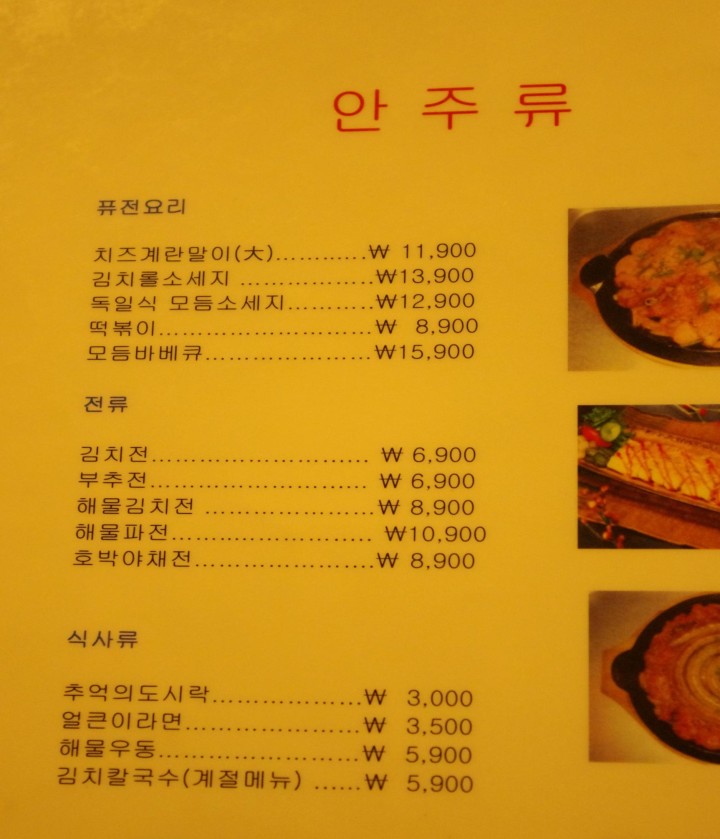 안 주 류
퓨전요리
치즈계란말이(大)...........₩ 11,900
김치롤소세지 .................₩13,900
독일식 모듬소세지...........₩12,900
떡볶이...........................₩ 8,900
모듬바베큐.....................₩15,900
전류
김치전........................... ₩ 6,900
부추전........................... ₩ 6,900
해물김치전 .....................₩ 8,900
해물파전......................... ₩10,900
호박야채전.......................₩ 8,900
식사류
추억의도시락...................₩ 3,000
얼큰이라면......................₩ 3,500
해물우동.........................₩ 5,900
김치칼국수(계절메뉴) ......₩ 5,900